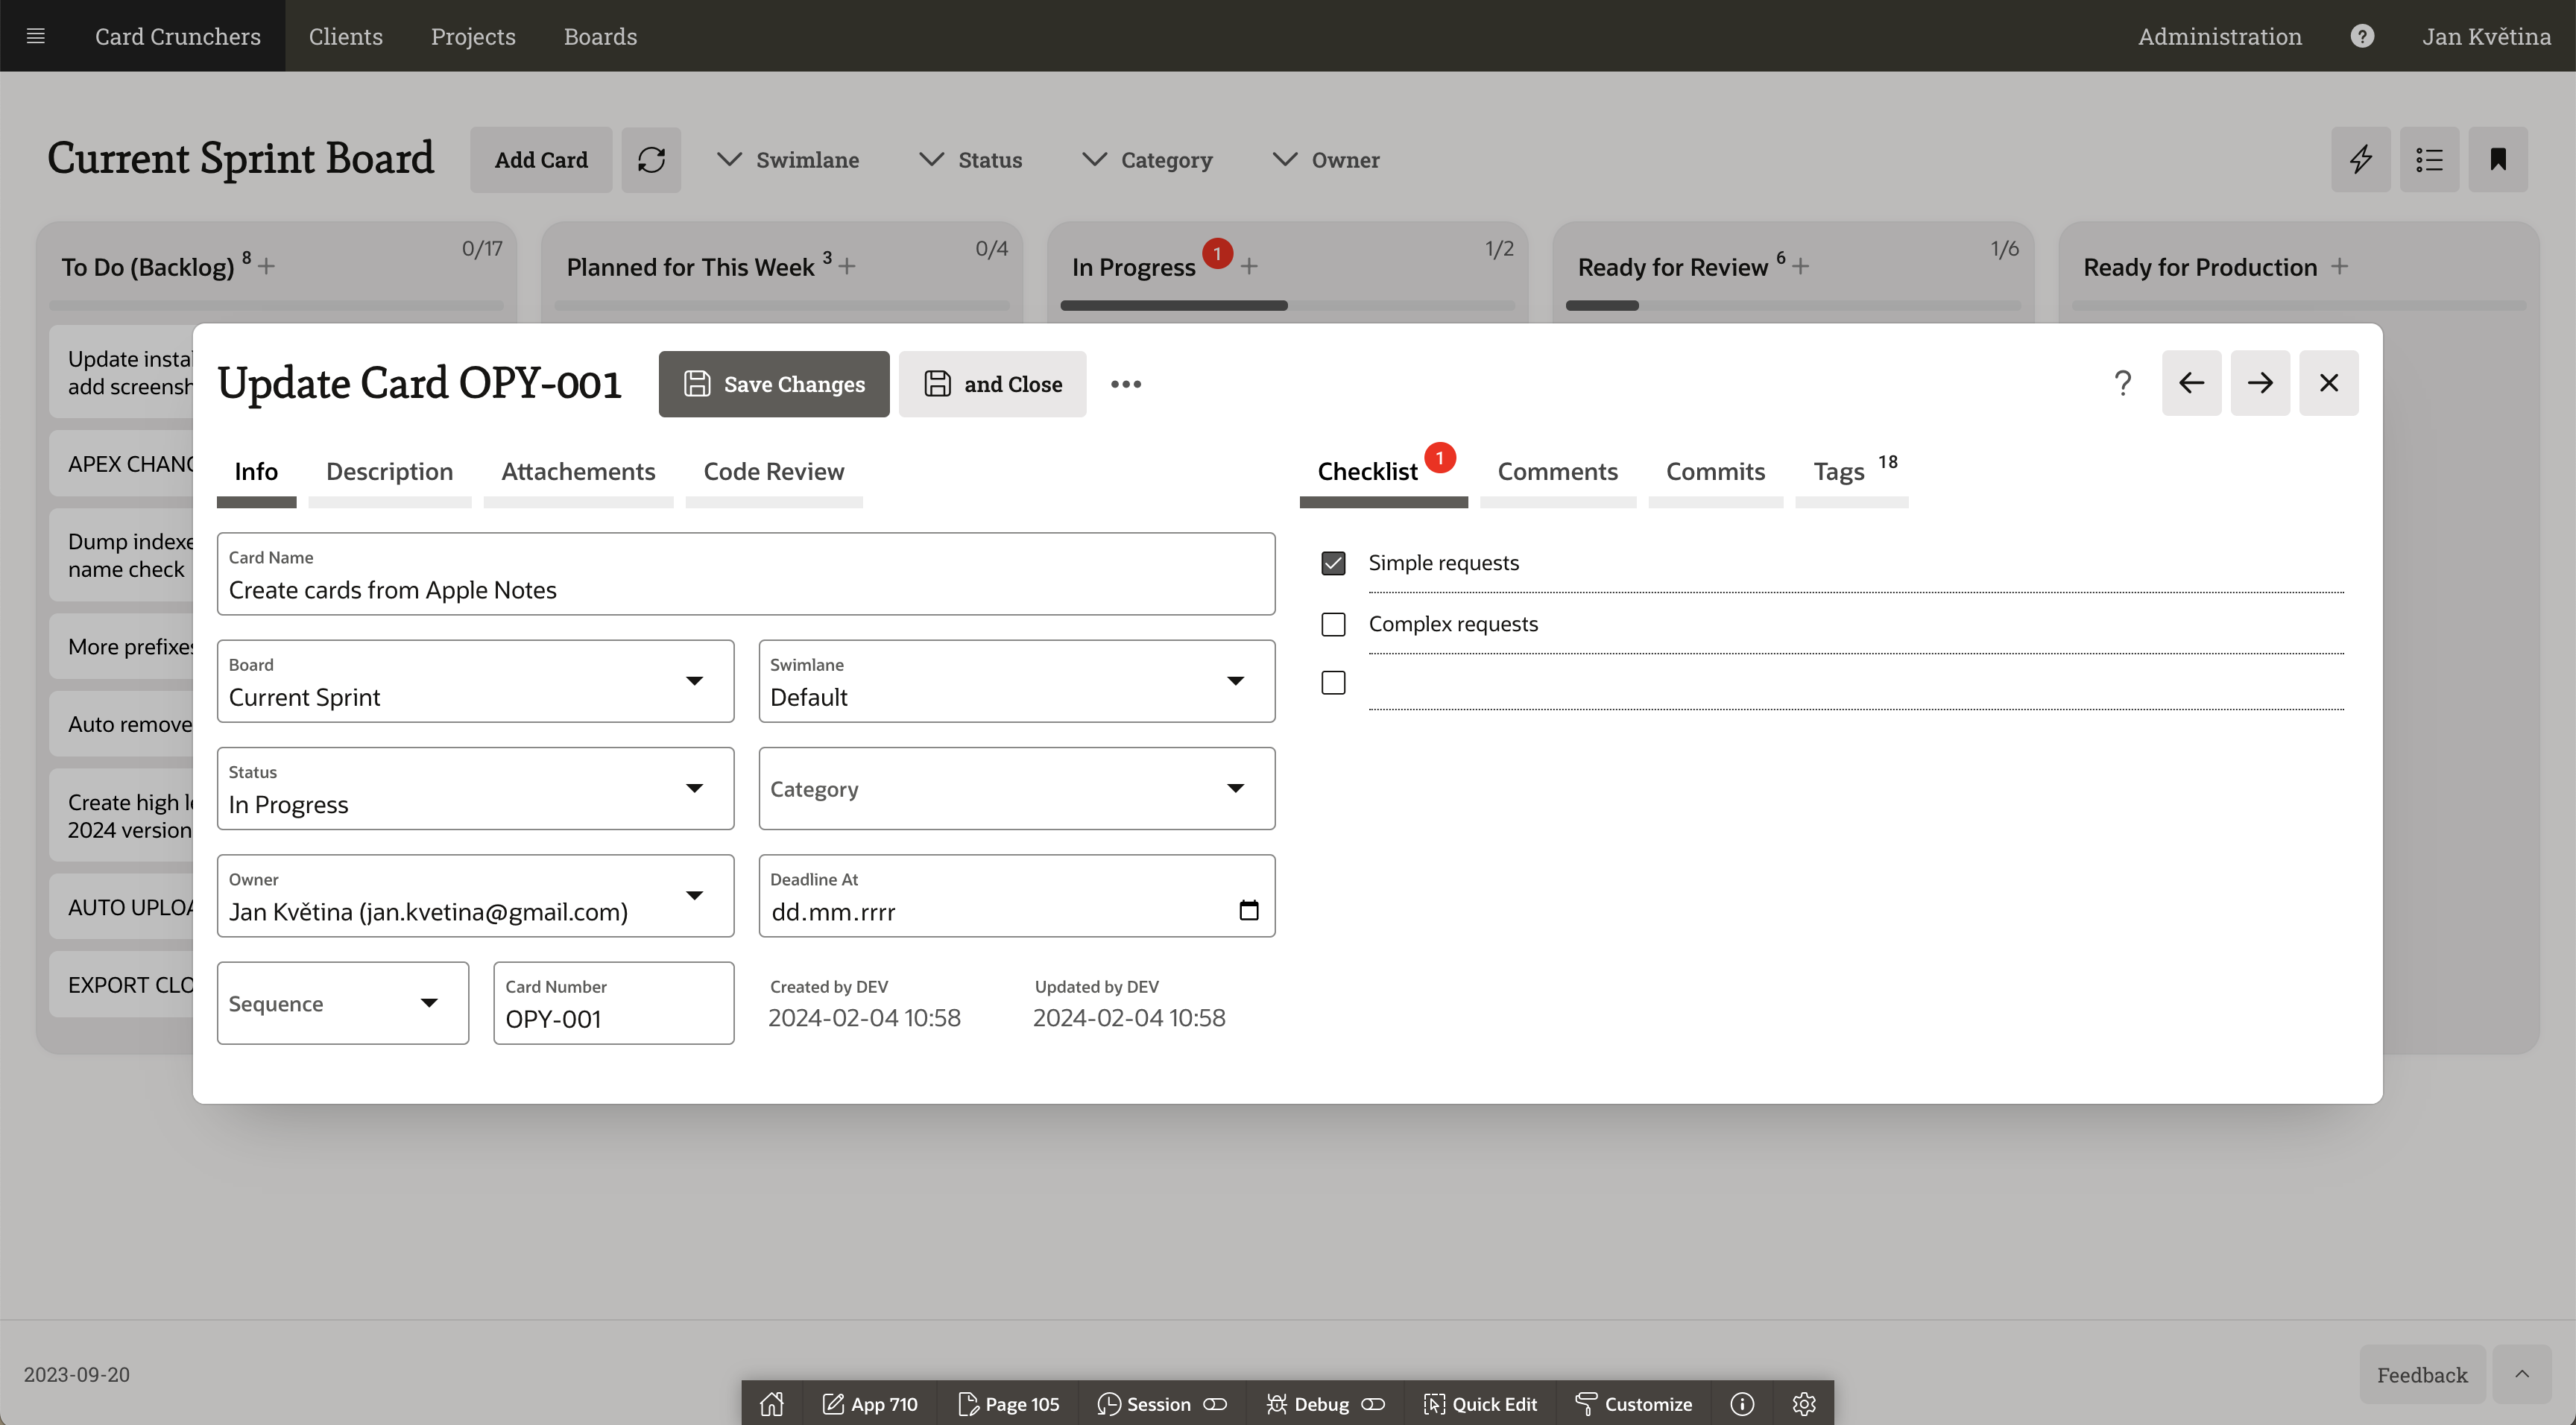 Card Crunchers
Clients
Projects
Boards
Administration
Jan Květina
Current Sprint Board
Add Card
Swimlane
Status
Category
Owner
To Do (Backlog) 8
0/17
Planned for This Week 3
0/4
In Progress 1
1/2
Ready for Review 6
1/6
Ready for Production
Update
add
APEX
Dump
name check
More
Auto remove
Create high
2024 version
AUTO
EXPORT
Update Card OPY-001
Save Changes
and Close
?
Info
Description
Attachements
Code Review
Card Name
Create cards from Apple Notes
Board
Current Sprint
Swimlane
Default
Status
In Progress
Category
Owner
Jan Květina (jan.kvetina@gmail.com)
Deadline At
dd.mm.rrrr
Sequence
Card Number
OPY-001
Created by DEV
2024-02-04 10:58
Updated by DEV
2024-02-04 10:58
Checklist 1
Comments
Commits
Tags 18
Simple requests
Complex requests
2023-09-20
Feedback
App 710
Page 105
Session
Debug
Quick Edit
Customize